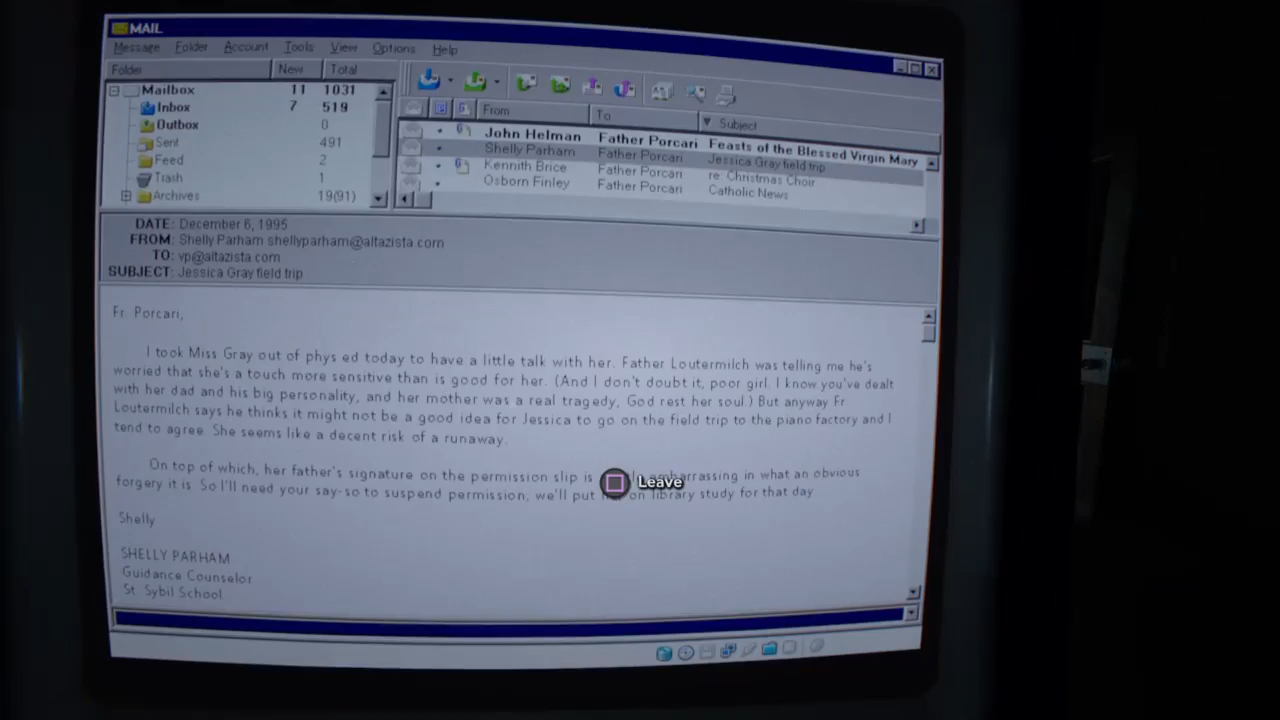 MAIL
Message Folder Account Tools View Options Help
Folder New Total
Mailbox 11 1031
Inbox 7 519
Outbox 0
Sent 491
Feed 2
Trash 1
Archives 19(91)
From To Subject
John Helman Father Porcari Feasts of the Blessed Virgin Mary
Shelly Parham Father Porcari Jessica Gray field trip
Kennith Brice Father Porcari re: Christmas Choir
Osborn Finley Father Porcari Catholic News
DATE: December 6, 1995
FROM: Shelly Parham shellyparham@altazista.com
TO: vp@altazista.com
SUBJECT: Jessica Gray field trip
Fr. Porcari,
I took Miss Gray out of phys ed today to have a little talk with her. Father Loutermilch was telling me he's
worried that she's a touch more sensitive than is good for her. (And I don't doubt it, poor girl. I know you've dealt
with her dad and his big personality, and her mother was a real tragedy, God rest her soul.) But anyway Fr
Loutermilch says he thinks it might not be a good idea for Jessica to go on the field trip to the piano factory and I
tend to agree. She seems like a decent risk of a runaway.
On top of which, her father's signature on the permission slip is embarrassing in what an obvious
forgery it is. So I'll need your say-so to suspend permission, we'll put on library study for that day
Leave
Shelly
SHELLY PARHAM
Guidance Counselor
St. Sybil School